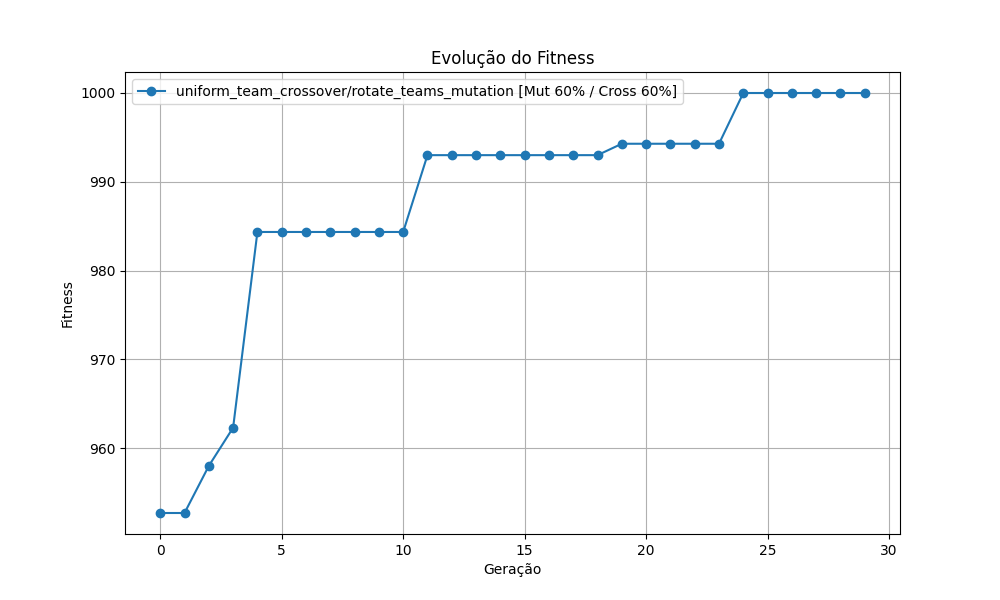 Evolução do Fitness
uniform_team_crossover/rotate_teams_mutation [Mut 60% / Cross 60%]
1000
990
980
970
960
Fitness
0 5 10 15 20 25 30
Geração